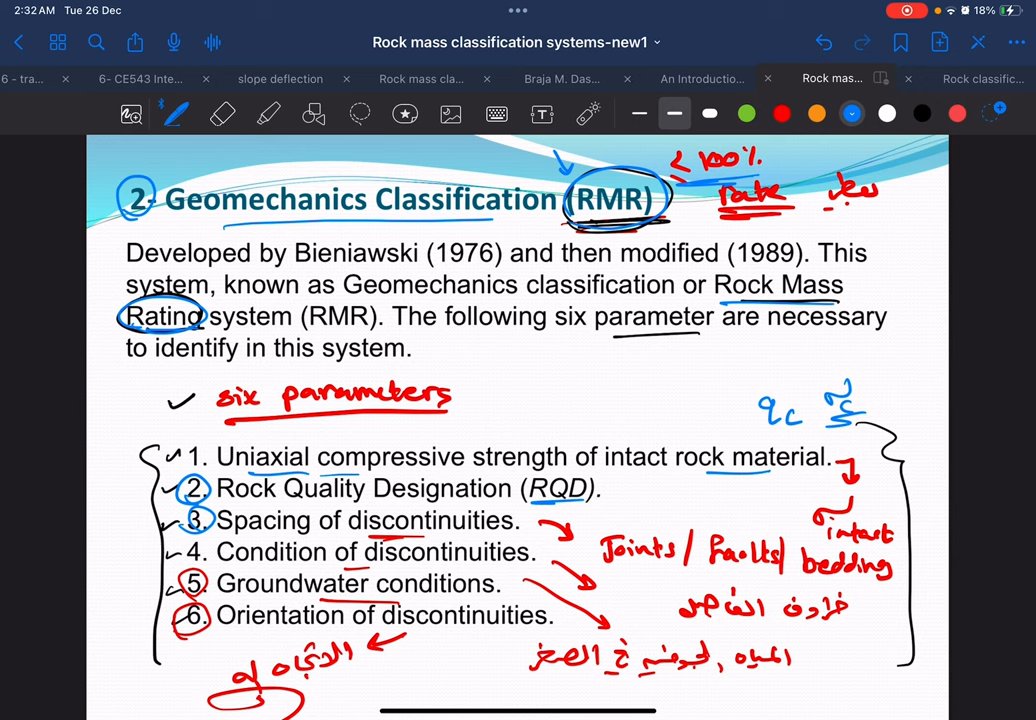 2:32 AM Tue 26 Dec
18%
Rock mass classification systems-new1
6 - tra...
6- CE543 Inte...
slope deflection
Rock mass cla...
Braja M. Das...
An Introductio...
Rock mas...
Rock classific...
< 100%
2- Geomechanics Classification (RMR)
rate
Developed by Bieniawski (1976) and then modified (1989). This
system, known as Geomechanics classification or Rock Mass
Rating system (RMR). The following six parameter are necessary
to identify in this system.
six parameters
qc σc
1. Uniaxial compressive strength of intact rock material.
2. Rock Quality Designation (RQD).
3. Spacing of discontinuities.
σintact
4. Condition of discontinuities.
Joints / faults / bedding
5. Groundwater conditions.
6. Orientation of discontinuities.